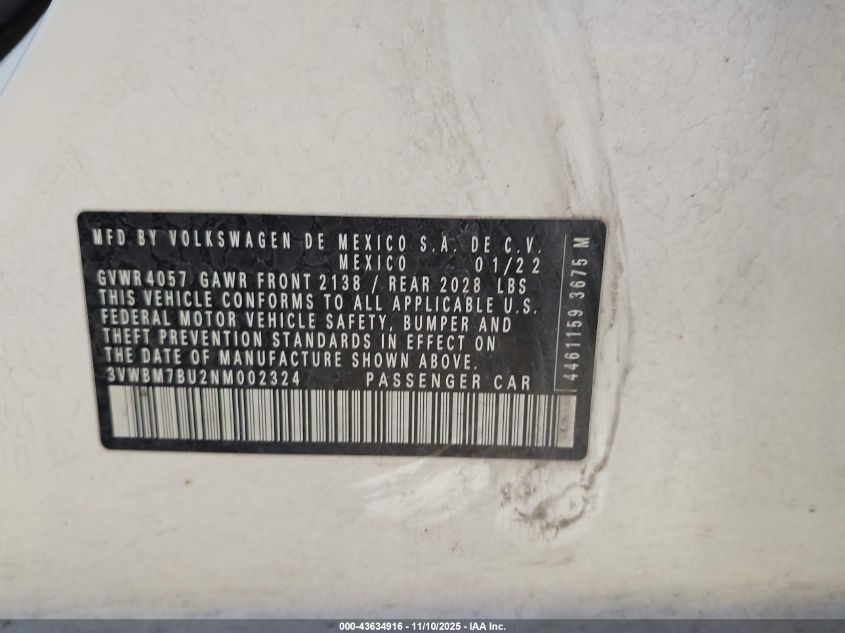 MFD. BY VOLKSWAGEN DE MEXICO S.A. DE C.V.
MEXICO 01/22
GVWR 4057 GAWR FRONT 2138 / REAR 2028 LBS
THIS VEHICLE CONFORMS TO ALL APPLICABLE U.S.
FEDERAL MOTOR VEHICLE SAFETY, BUMPER AND
THEFT PREVENTION STANDARDS IN EFFECT ON
THE DATE OF MANUFACTURE SHOWN ABOVE.
3VWBM7BU2NM002324 PASSENGER CAR
4461159 3675 M
000-43634916 - 11/10/2025 - IAA Inc.